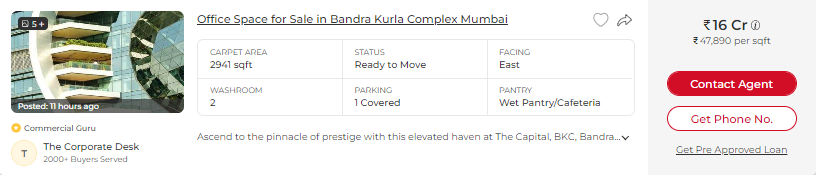 5 +
Posted: 11 hours ago
Commercial Guru
T
The Corporate Desk
2000+ Buyers Served
Office Space for Sale in Bandra Kurla Complex Mumbai
CARPET AREA
2941 sqft
STATUS
Ready to Move
FACING
East
WASHROOM
2
PARKING
1 Covered
PANTRY
Wet Pantry/Cafeteria
Ascend to the pinnacle of prestige with this elevated haven at The Capital, BKC, Bandra...
₹16 Cr
₹47,890 per sqft
Contact Agent
Get Phone No.
Get Pre Approved Loan